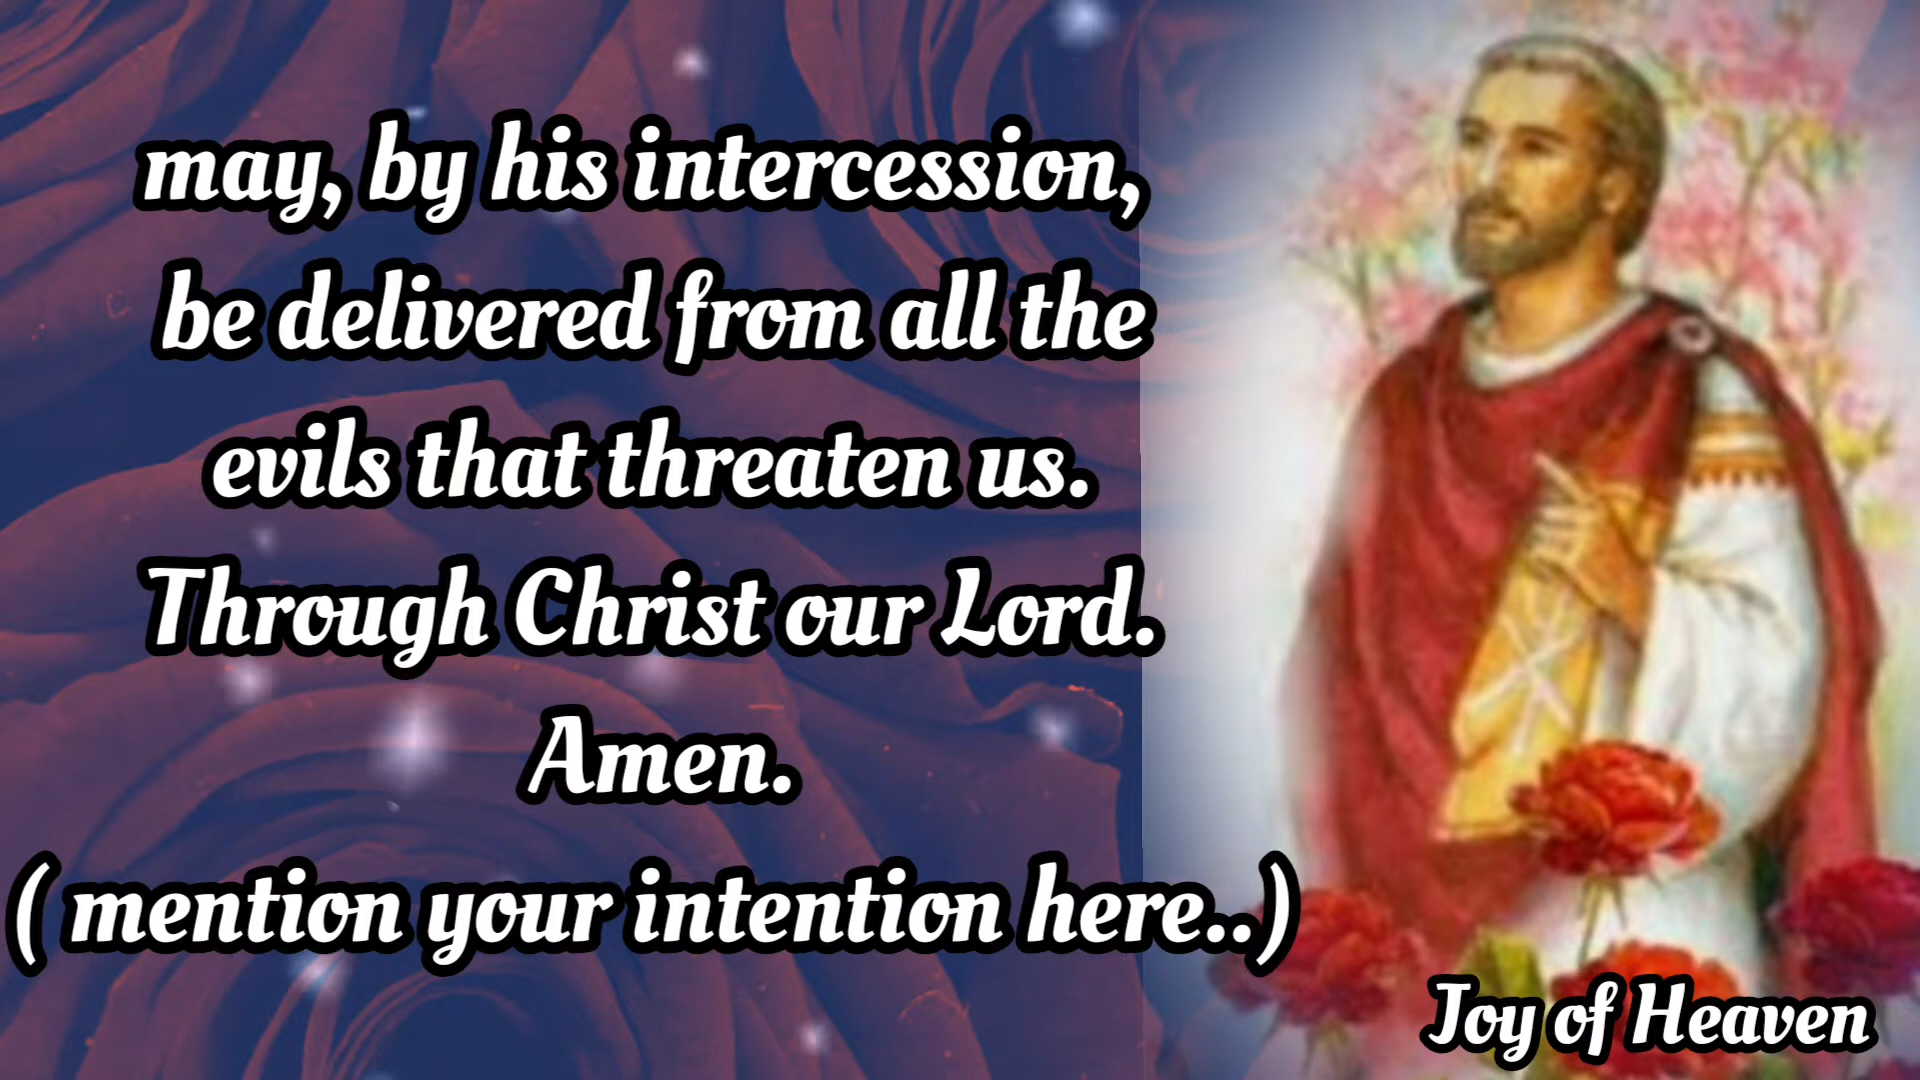 may, by his intercession,
be delivered from all the
evils that threaten us.
Through Christ our Lord.
Amen.
( mention your intention here..)
Joy of Heaven